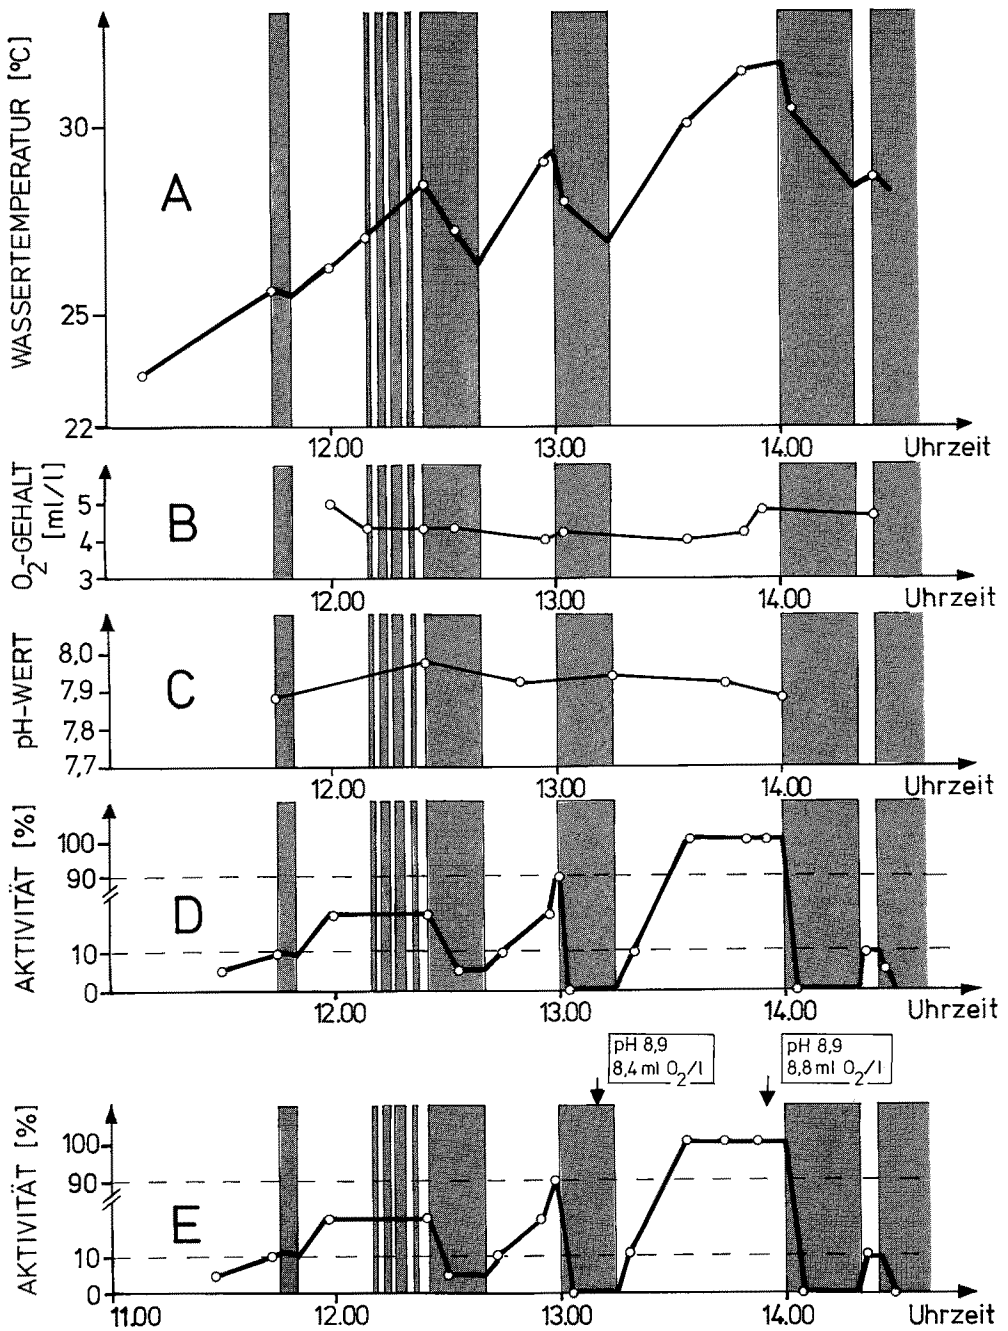 WASSERTEMPERATUR [°C]
30
25
22
A
12.00 13.00 14.00 Uhrzeit
O2-GEHALT
[ml/l]
5
4
3
B
12.00 13.00 14.00 Uhrzeit
pH-WERT
8,0
7,9
7,8
7,7
C
12.00 13.00 14.00 Uhrzeit
AKTIVITÄT [%]
100
90
10
0
D
12.00 13.00 14.00 Uhrzeit
pH 8,9
8,4 ml O2/l
pH 8,9
8,8 ml O2/l
AKTIVITÄT [%]
100
90
10
0
E
11.00 12.00 13.00 14.00 Uhrzeit